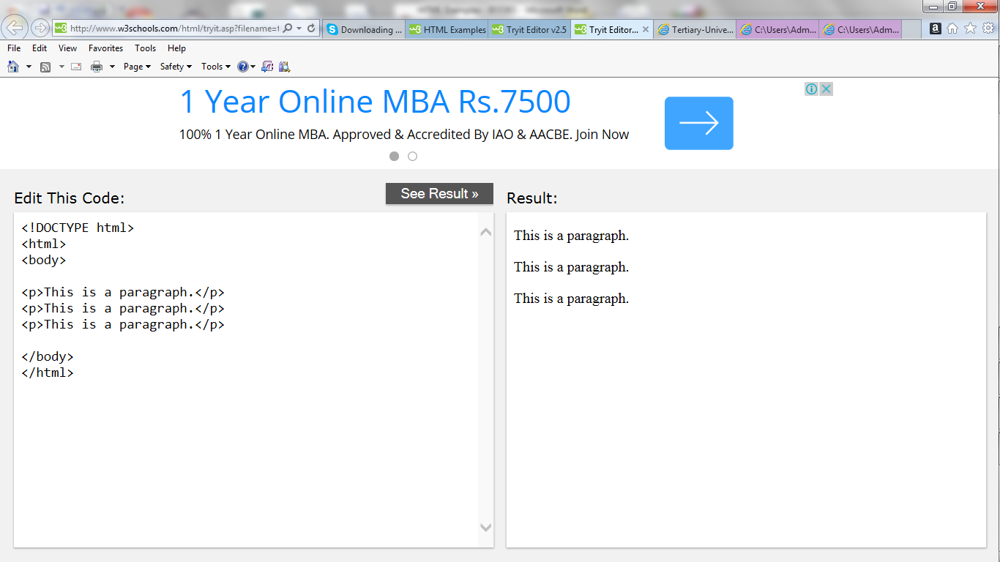 http://www.w3schools.com/html/tryit.asp?filename=t
Downloading ...
HTML Examples
Tryit Editor v2.5
Tryit Editor...
Tertiary-Unive...
C:\Users\Adm...
C:\Users\Adm...
File Edit View Favorites Tools Help
Page Safety Tools
1 Year Online MBA Rs.7500
100% 1 Year Online MBA. Approved & Accredited By IAO & AACBE. Join Now
Edit This Code:
See Result »
<!DOCTYPE html>
<html>
<body>
<p>This is a paragraph.</p>
<p>This is a paragraph.</p>
<p>This is a paragraph.</p>
</body>
</html>
Result:
This is a paragraph.
This is a paragraph.
This is a paragraph.